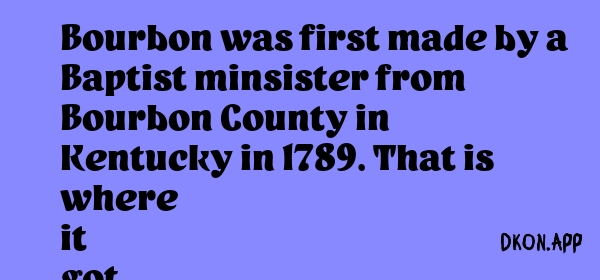 Bourbon was first made by a
Baptist minsister from
Bourbon County in
Kentucky in 1789. That is
where
it
got
DKON.APP